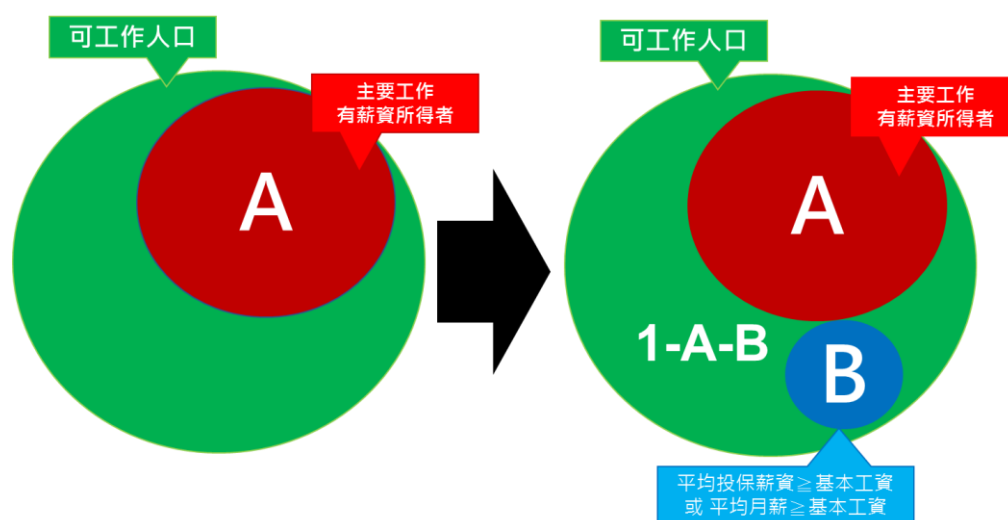 可工作人口
主要工作
有薪資所得者
A
可工作人口
主要工作
有薪資所得者
A
1-A-B
B
平均投保薪資≧基本工資
或 平均月薪≧基本工資